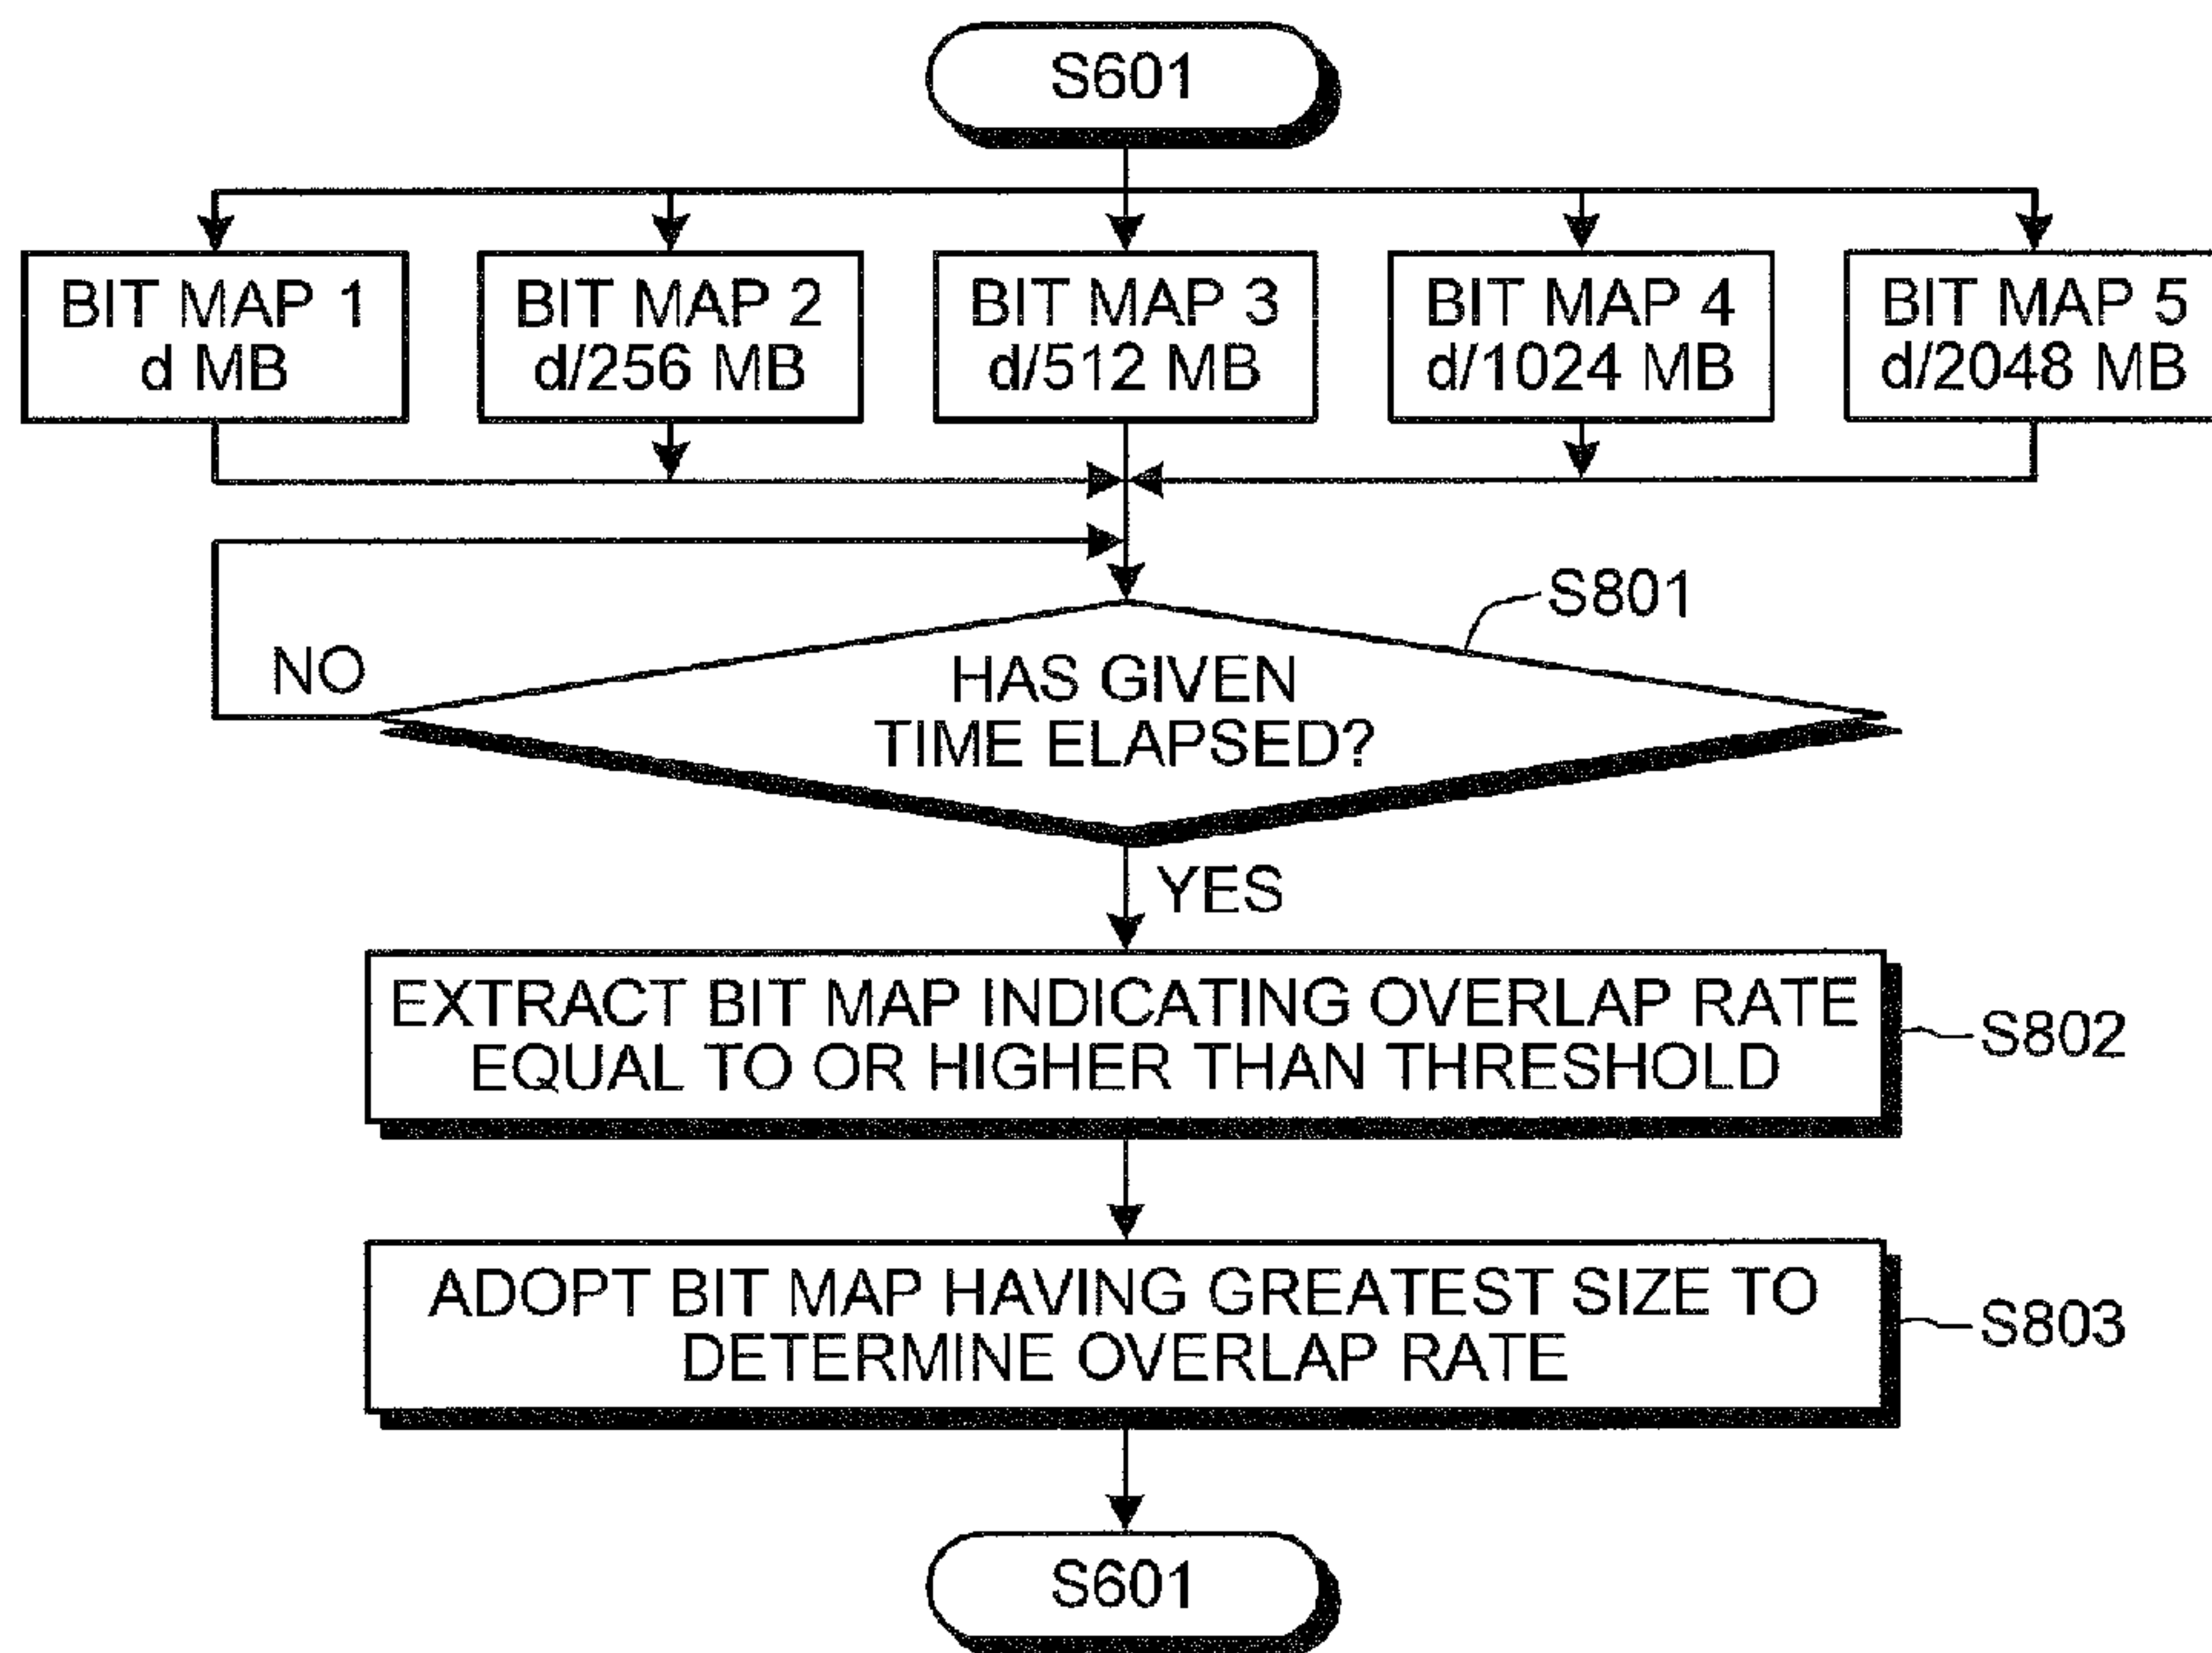 S601
BIT MAP 1
d MB
BIT MAP 2
d/256 MB
BIT MAP 3
d/512 MB
BIT MAP 4
d/1024 MB
BIT MAP 5
d/2048 MB
S801
NO
HAS GIVEN
TIME ELAPSED?
YES
EXTRACT BIT MAP INDICATING OVERLAP RATE
EQUAL TO OR HIGHER THAN THRESHOLD
S802
ADOPT BIT MAP HAVING GREATEST SIZE TO
DETERMINE OVERLAP RATE
S803
S601